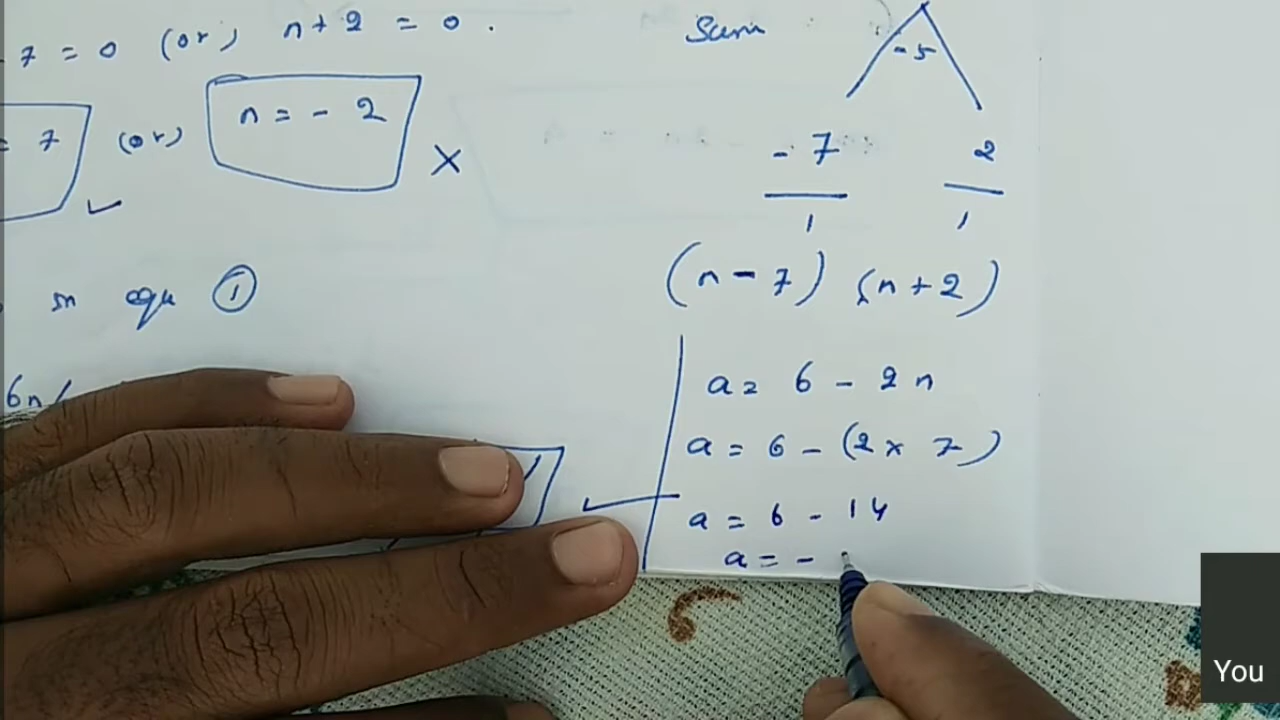 7 = 0 (or) n + 2 = 0.
= 7 (or) n = - 2 ×
in equ ①
6n
Sum
- 5
- 7 2
1 1
(n - 7) (n + 2)
a = 6 - 2n
a = 6 - (2 x 7)
a = 6 - 14
a = -
You